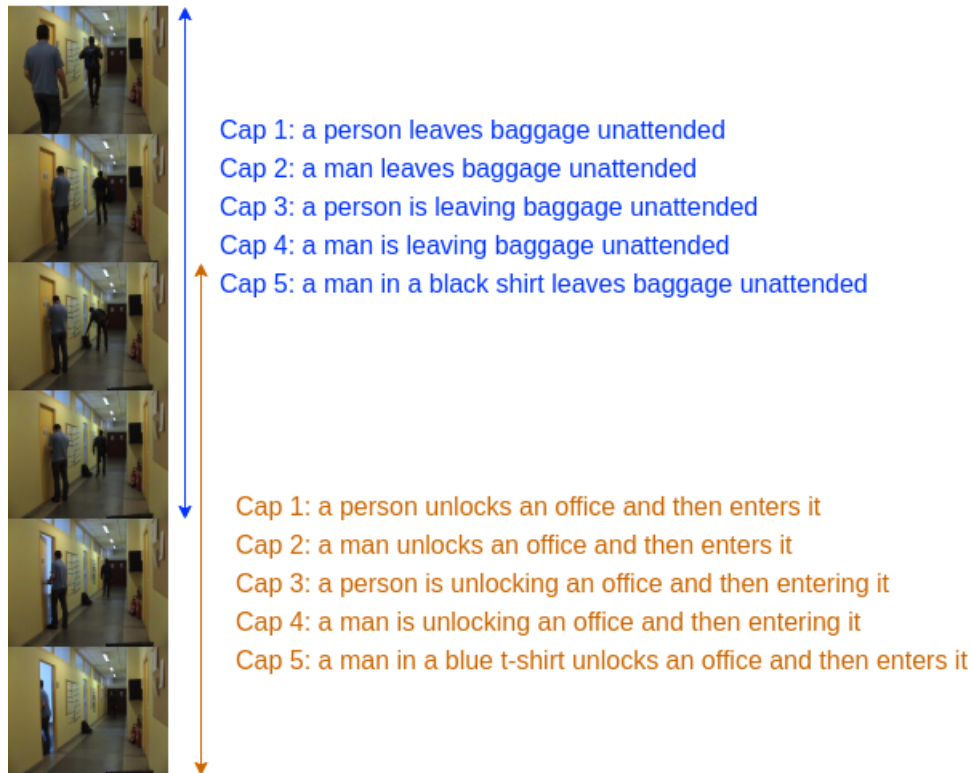 Cap 1: a person leaves baggage unattended
Cap 2: a man leaves baggage unattended
Cap 3: a person is leaving baggage unattended
Cap 4: a man is leaving baggage unattended
Cap 5: a man in a black shirt leaves baggage unattended
Cap 1: a person unlocks an office and then enters it
Cap 2: a man unlocks an office and then enters it
Cap 3: a person is unlocking an office and then entering it
Cap 4: a man is unlocking an office and then entering it
Cap 5: a man in a blue t-shirt unlocks an office and then enters it